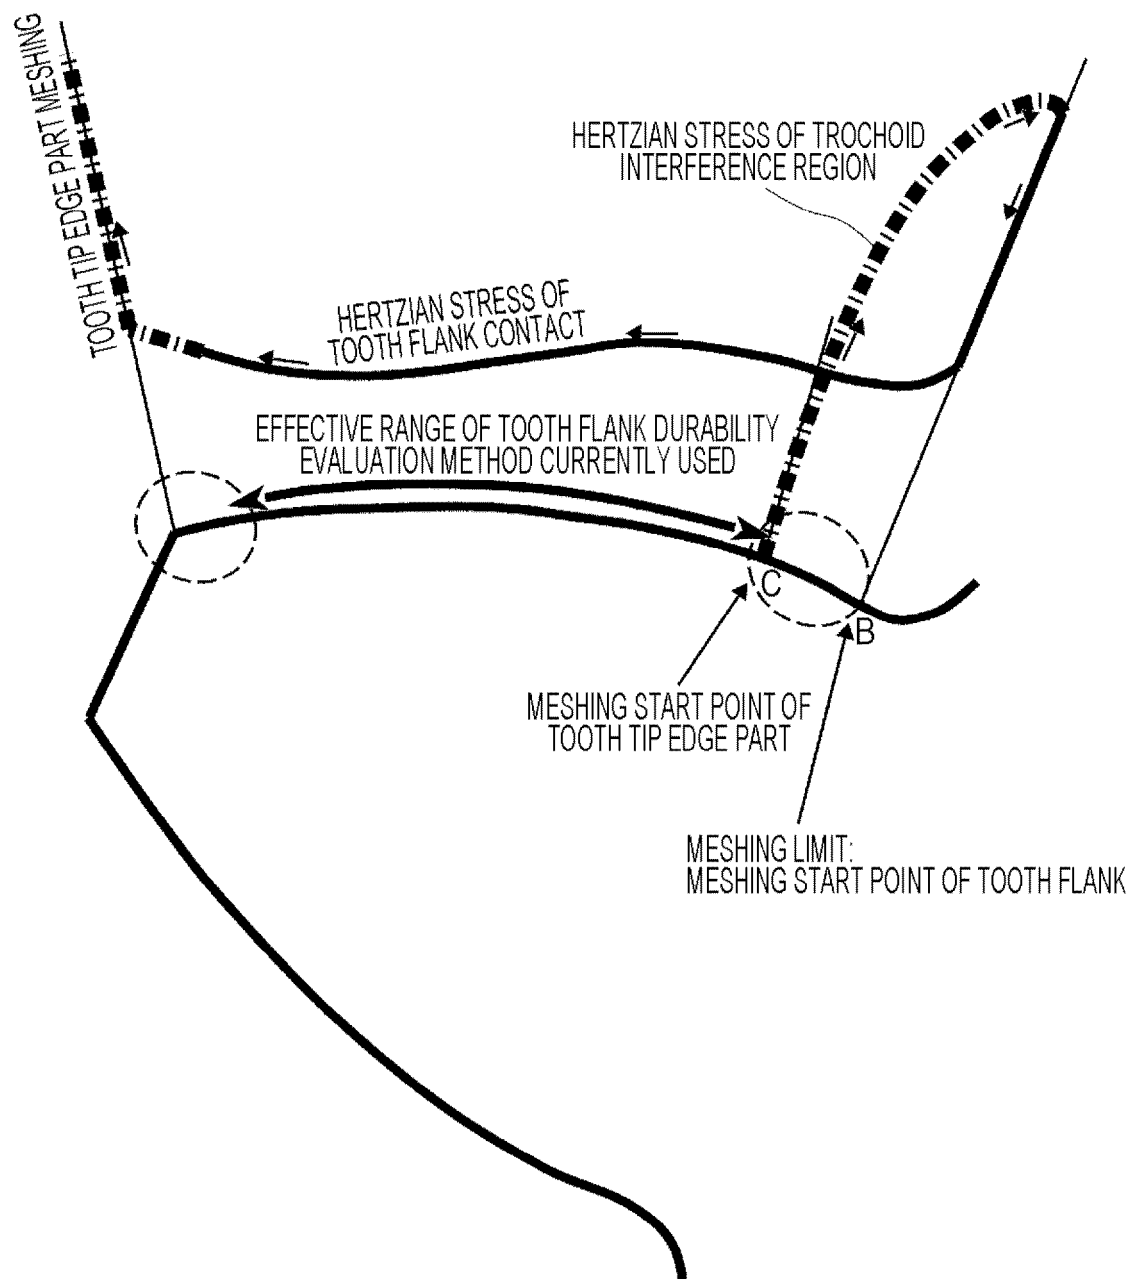 TOOTH TIP EDGE PART MESHING
HERTZIAN STRESS OF TROCHOID
INTERFERENCE REGION
HERTZIAN STRESS OF
TOOTH FLANK CONTACT
EFFECTIVE RANGE OF TOOTH FLANK DURABILITY
EVALUATION METHOD CURRENTLY USED
C
B
MESHING START POINT OF
TOOTH TIP EDGE PART
MESHING LIMIT:
MESHING START POINT OF TOOTH FLANK